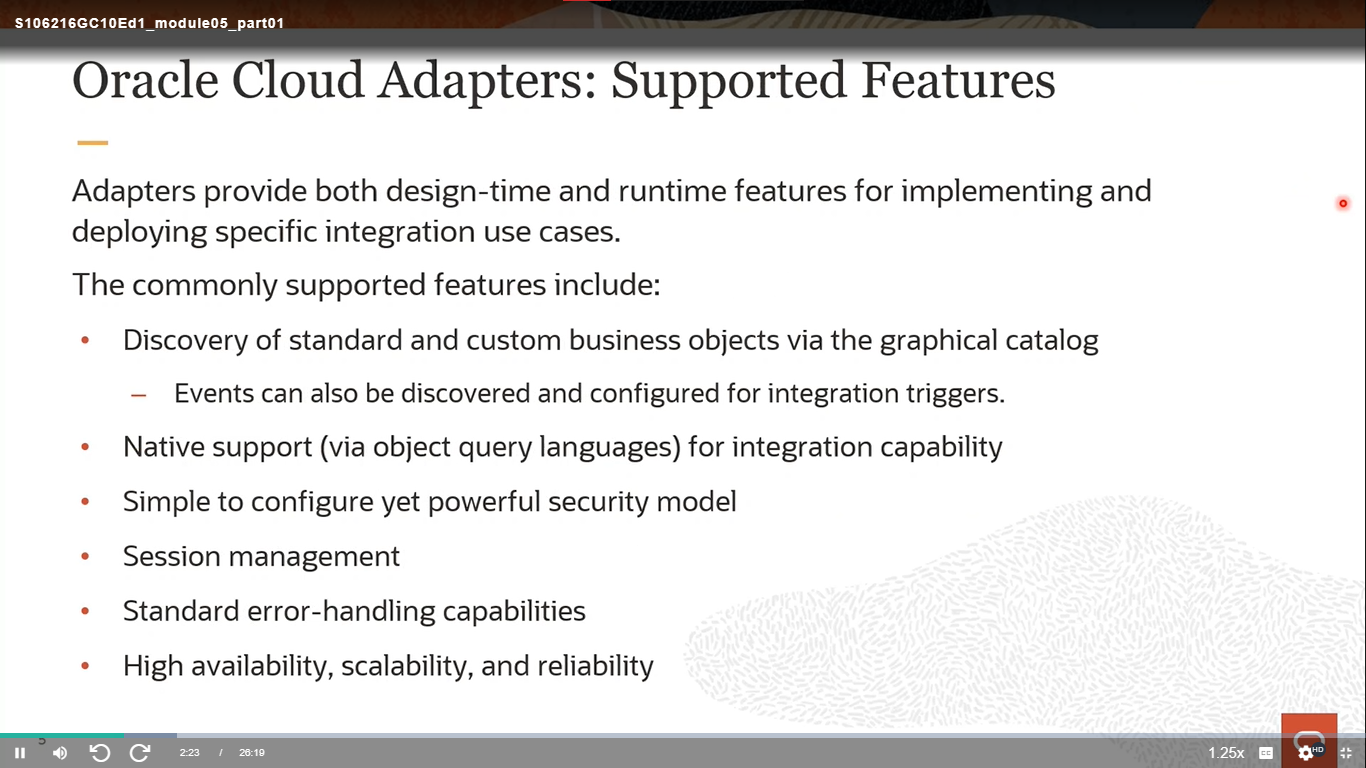 S106216GC10Ed1_module05_part01
Oracle Cloud Adapters: Supported Features
Adapters provide both design-time and runtime features for implementing and
deploying specific integration use cases.
The commonly supported features include:
• Discovery of standard and custom business objects via the graphical catalog
– Events can also be discovered and configured for integration triggers.
• Native support (via object query languages) for integration capability
• Simple to configure yet powerful security model
• Session management
• Standard error-handling capabilities
• High availability, scalability, and reliability
5
2:23 / 26:19
1.25x
CC
HD